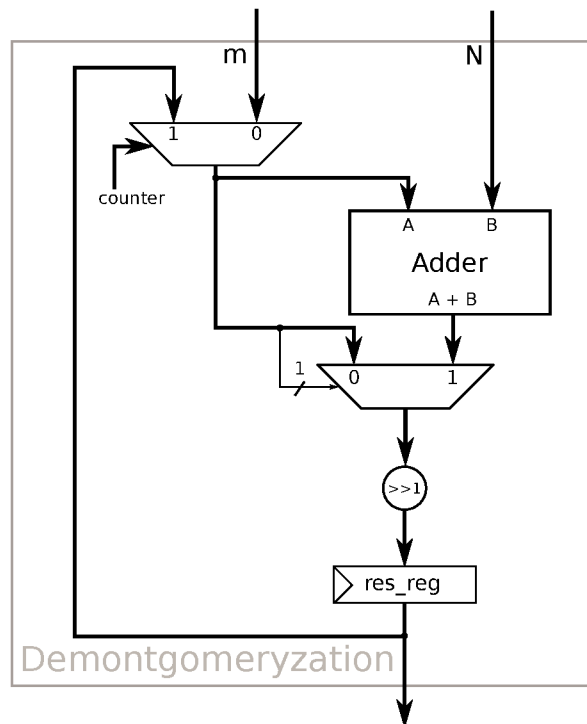 m
N
1 0
counter
A B
Adder
A + B
1
0 1
>>1
res_reg
Demontgomeryzation